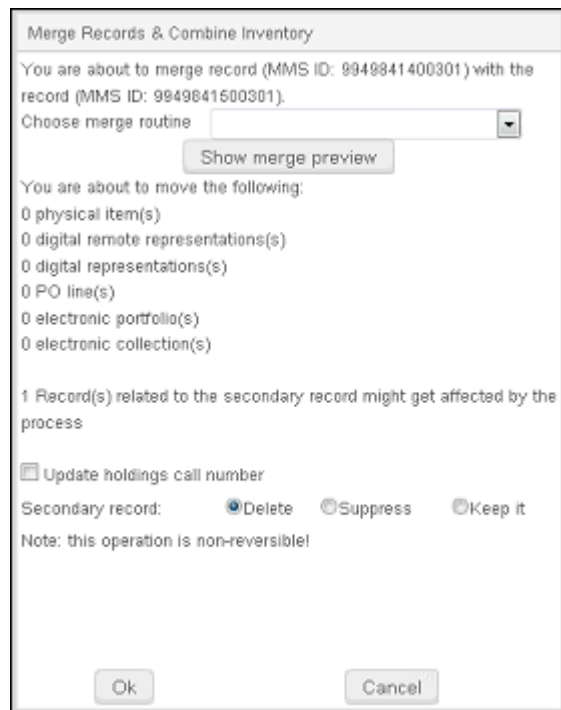 Merge Records & Combine Inventory
You are about to merge record (MMS ID: 9949841400301) with the
record (MMS ID: 9949841500301).
Choose merge routine
Show merge preview
You are about to move the following:
0 physical item(s)
0 digital remote representations(s)
0 digital representations(s)
0 PO line(s)
0 electronic portfolio(s)
0 electronic collection(s)
1 Record(s) related to the secondary record might get affected by the
process
Update holdings call number
Secondary record: Delete Suppress Keep it
Note: this operation is non-reversible!
Ok Cancel